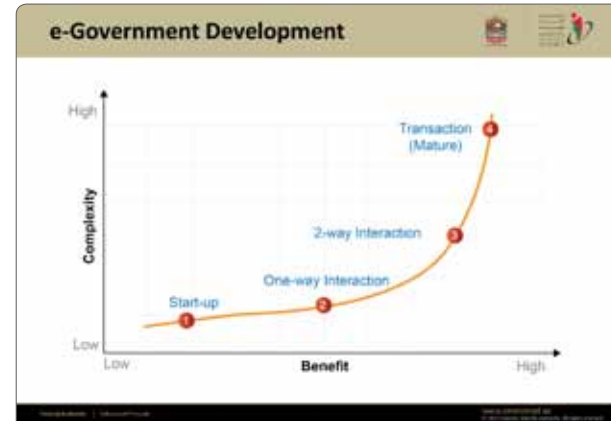 e-Government Development
High
Transaction
(Mature)
4
Complexity
2-way Interaction
3
One-way Interaction
Start-up
2
1
Low
Low
Benefit
High